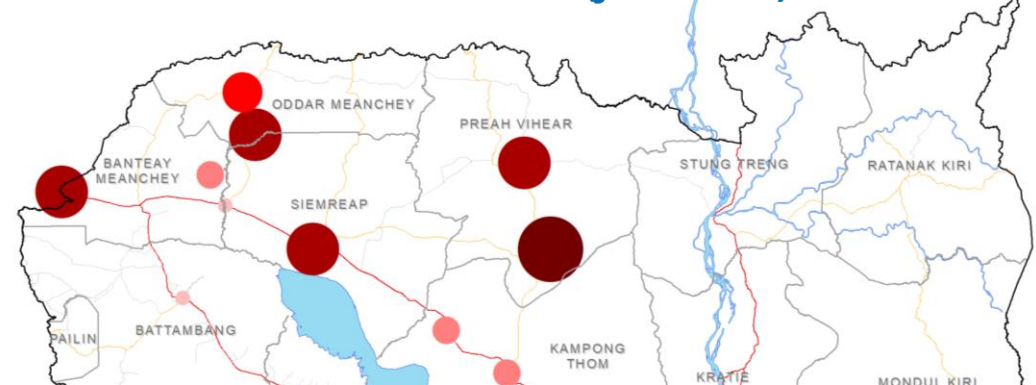 ODDAR MEANCHEY
PREAH VIHEAR
BANTEAY
MEANCHEY
STUNG TRENG
RATANAK KIRI
SIEMREAP
PAILIN
BATTAMBANG
KAMPONG
THOM
KRATIE
MONDUL KIRI